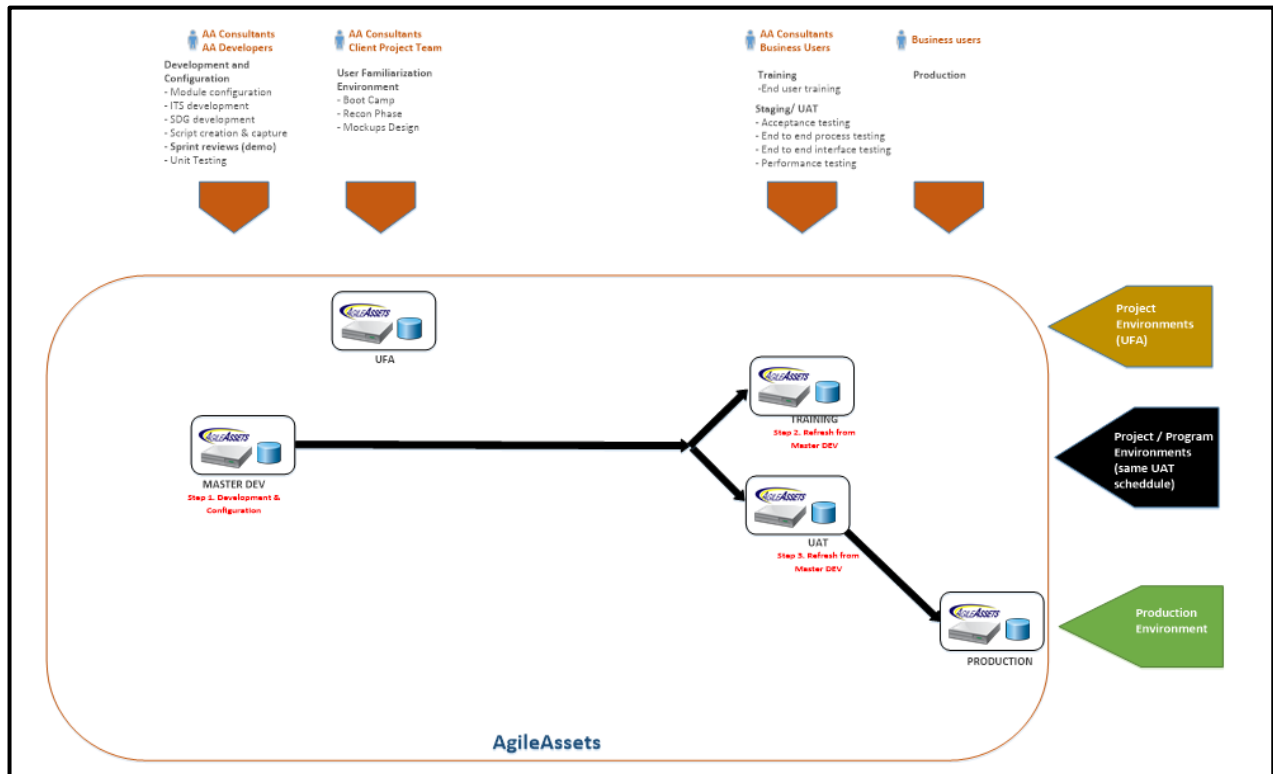 AA Consultants
AA Developers
Development and
Configuration
- Module configuration
- ITS development
- SDG development
- Script creation & capture
- Sprint reviews (demo)
- Unit Testing
AA Consultants
Client Project Team
User Familiarization
Environment
- Boot Camp
- Recon Phase
- Mockups Design
AA Consultants
Business Users
Training
-End user training
Staging/ UAT
- Acceptance testing
- End to end process testing
- End to end interface testing
- Performance testing
Business users
Production
AGILEASSETS
UFA
Project
Environments
(UFA)
AGILEASSETS
TRAINING
Step 2. Refresh from
Master DEV
AGILEASSETS
MASTER DEV
Step 1. Development &
Configuration
Project / Program
Environments
(same UAT
scheddule)
AGILEASSETS
UAT
Step 3. Refresh from
Master DEV
AGILEASSETS
PRODUCTION
Production
Environment
AgileAssets